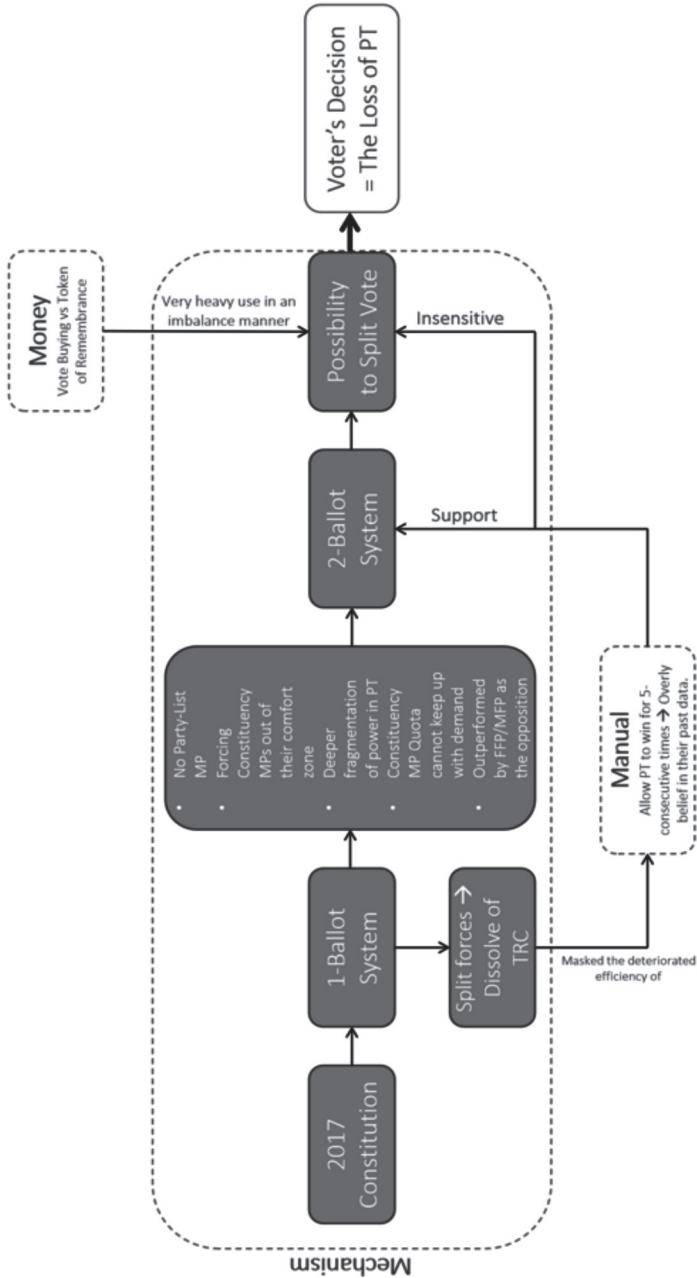 Mechanism
2017
Constitution
1-Ballot
System
Split forces →
Dissolve of
TRC
Masked the deteriorated
efficiency of
• No Party-List
MP
• Forcing
Constituency
MPs out of
their comfort
zone
• Deeper
fragmentation
of power in PT
• Constituency
MP Quota
cannot keep up
with demand
• Outperformed
by FFP/MFP as
the opposition
Manual
Allow PT to win for 5-
consecutive times → Overly
belief in their past data.
2-Ballot
System
Support
Money
Vote Buying vs Token
of Remembrance
Very heavy use in an
imbalance manner
Possibility
to Split Vote
Insensitive
Voter's Decision
= The Loss of PT